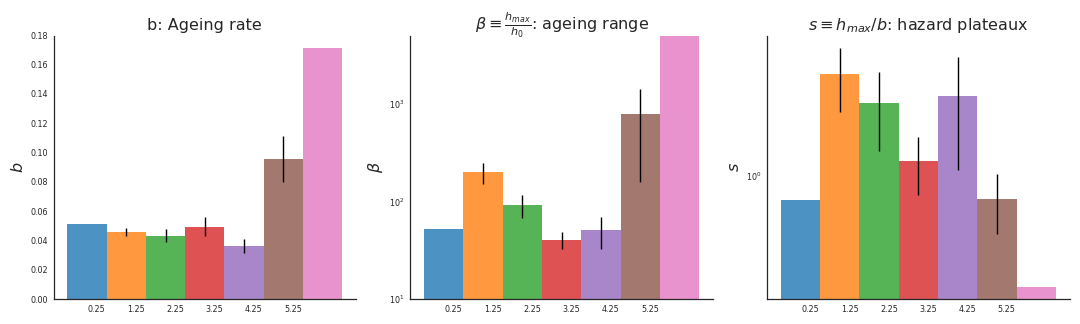 b: Ageing rate
b
0.18
0.16
0.14
0.12
0.10
0.08
0.06
0.04
0.02
0.00
0.25 1.25 2.25 3.25 4.25 5.25
β ≡ h_max/h_0: ageing range
β
10^3
10^2
10^1
0.25 1.25 2.25 3.25 4.25 5.25
s ≡ h_max/b: hazard plateaux
s
10^0
0.25 1.25 2.25 3.25 4.25 5.25